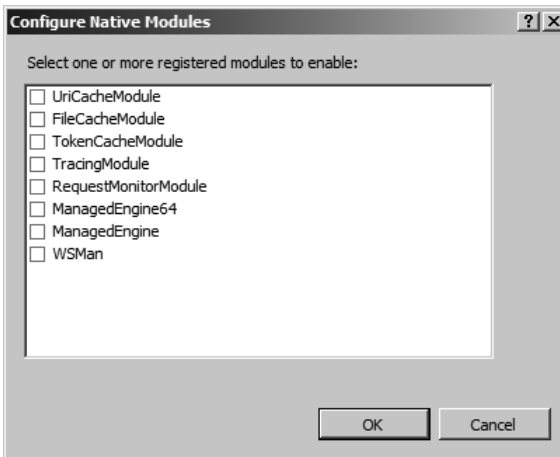 Configure Native Modules
? X
Select one or more registered modules to enable:
UriCacheModule
FileCacheModule
TokenCacheModule
TracingModule
RequestMonitorModule
ManagedEngine64
ManagedEngine
WSMan
OK Cancel